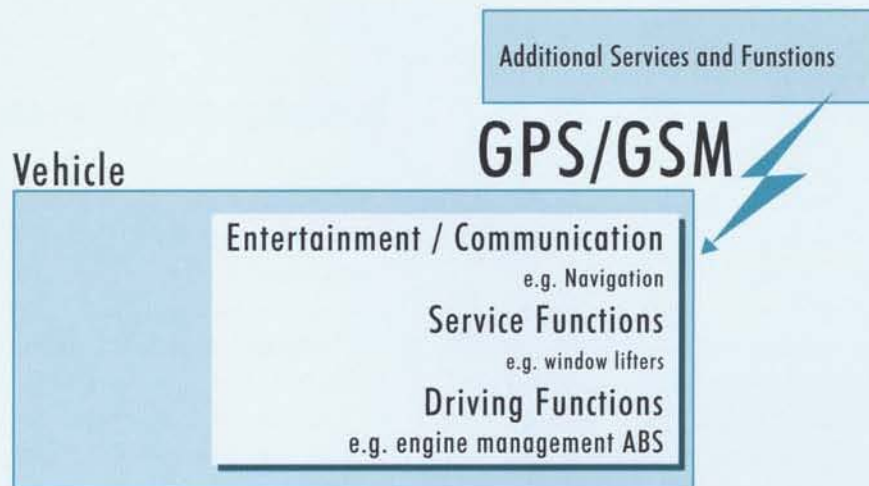 Additional Services and Funstions
GPS/GSM
Vehicle
Entertainment / Communication
e.g. Navigation
Service Functions
e.g. window lifters
Driving Functions
e.g. engine management ABS